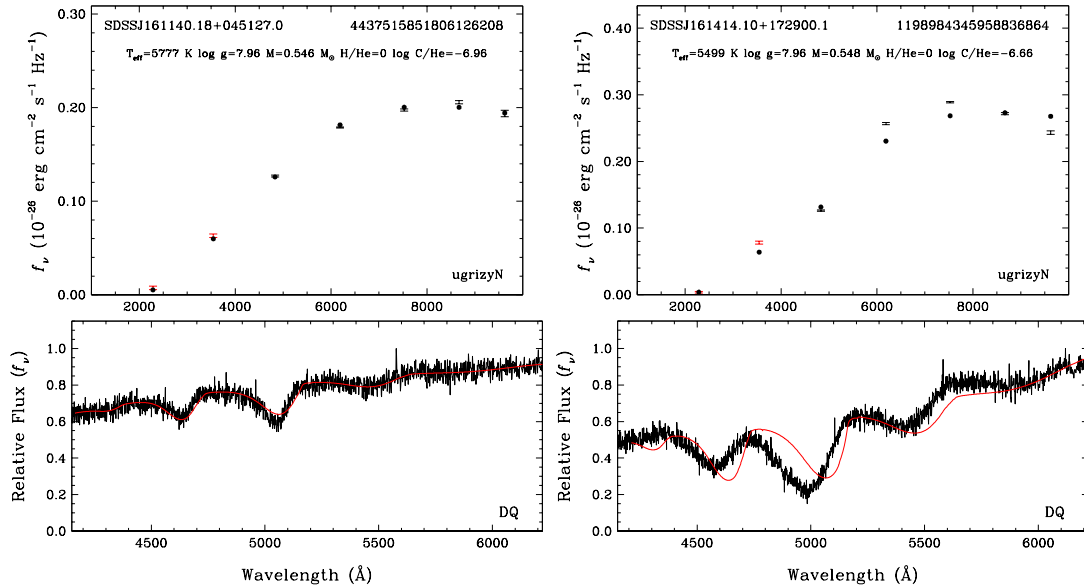 SDSSJ161140.18+045127.0 4437515851806126208
T_eff=5777 K log g=7.96 M=0.546 M_⊙ H/He=0 log C/He=−6.96
0.30
0.20
0.10
0.00
f_ν (10^−26 erg cm^−2 s^−1 Hz^−1)
ugrizyN
2000 4000 6000 8000
SDSSJ161414.10+172900.1 1198984345958836864
T_eff=5499 K log g=7.96 M=0.548 M_⊙ H/He=0 log C/He=−6.66
0.40
0.30
0.20
0.10
0.00
f_ν (10^−26 erg cm^−2 s^−1 Hz^−1)
ugrizyN
2000 4000 6000 8000
1.0
0.8
0.6
0.4
0.2
0.0
Relative Flux (f_ν)
DQ
4500 5000 5500 6000
Wavelength (Å)
1.0
0.8
0.6
0.4
0.2
0.0
Relative Flux (f_ν)
DQ
4500 5000 5500 6000
Wavelength (Å)